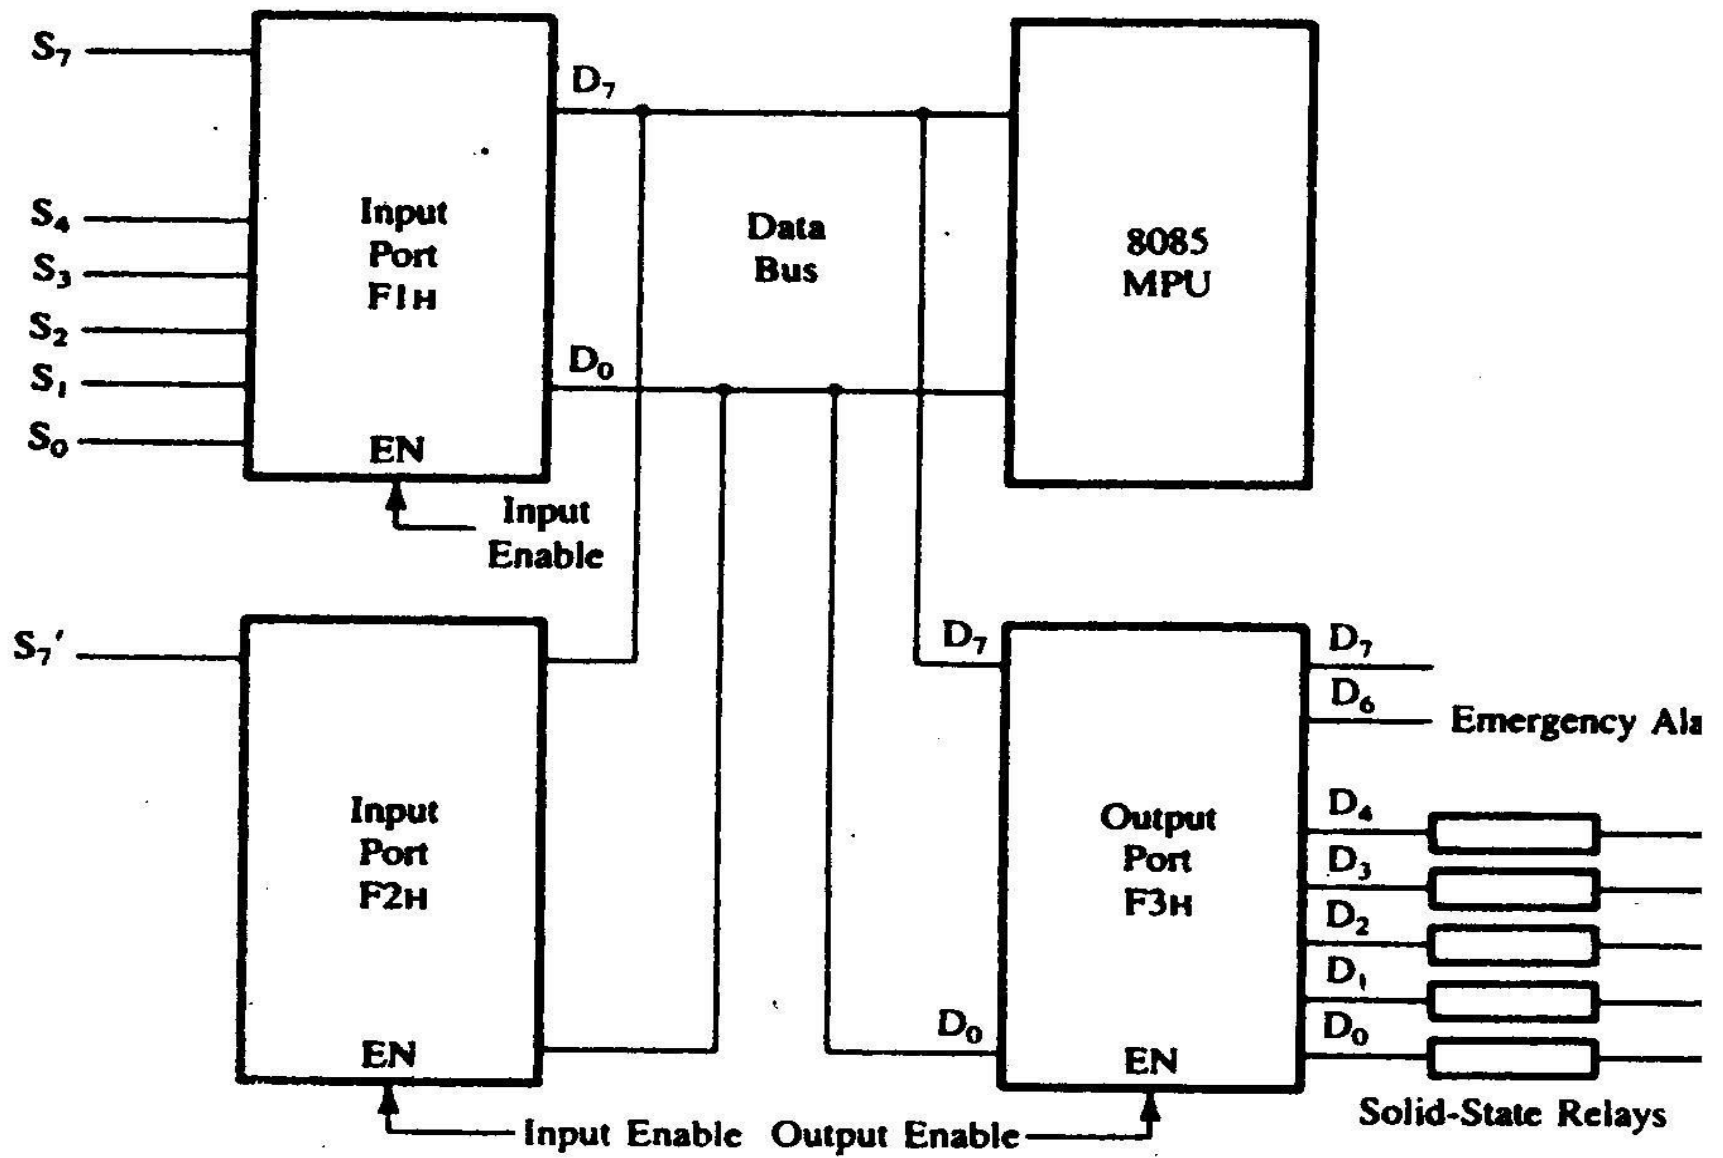 S₇
D₇
S₄
S₃
S₂
S₁
S₀
Input
Port
F1H
D₀
EN
Input
Enable
Data
Bus
8085
MPU
S₇'
Input
Port
F2H
EN
Input Enable
D₇
D₀
Output
Port
F3H
EN
Output Enable
D₇
D₆
Emergency Ala
D₄
D₃
D₂
D₁
D₀
Solid-State Relays